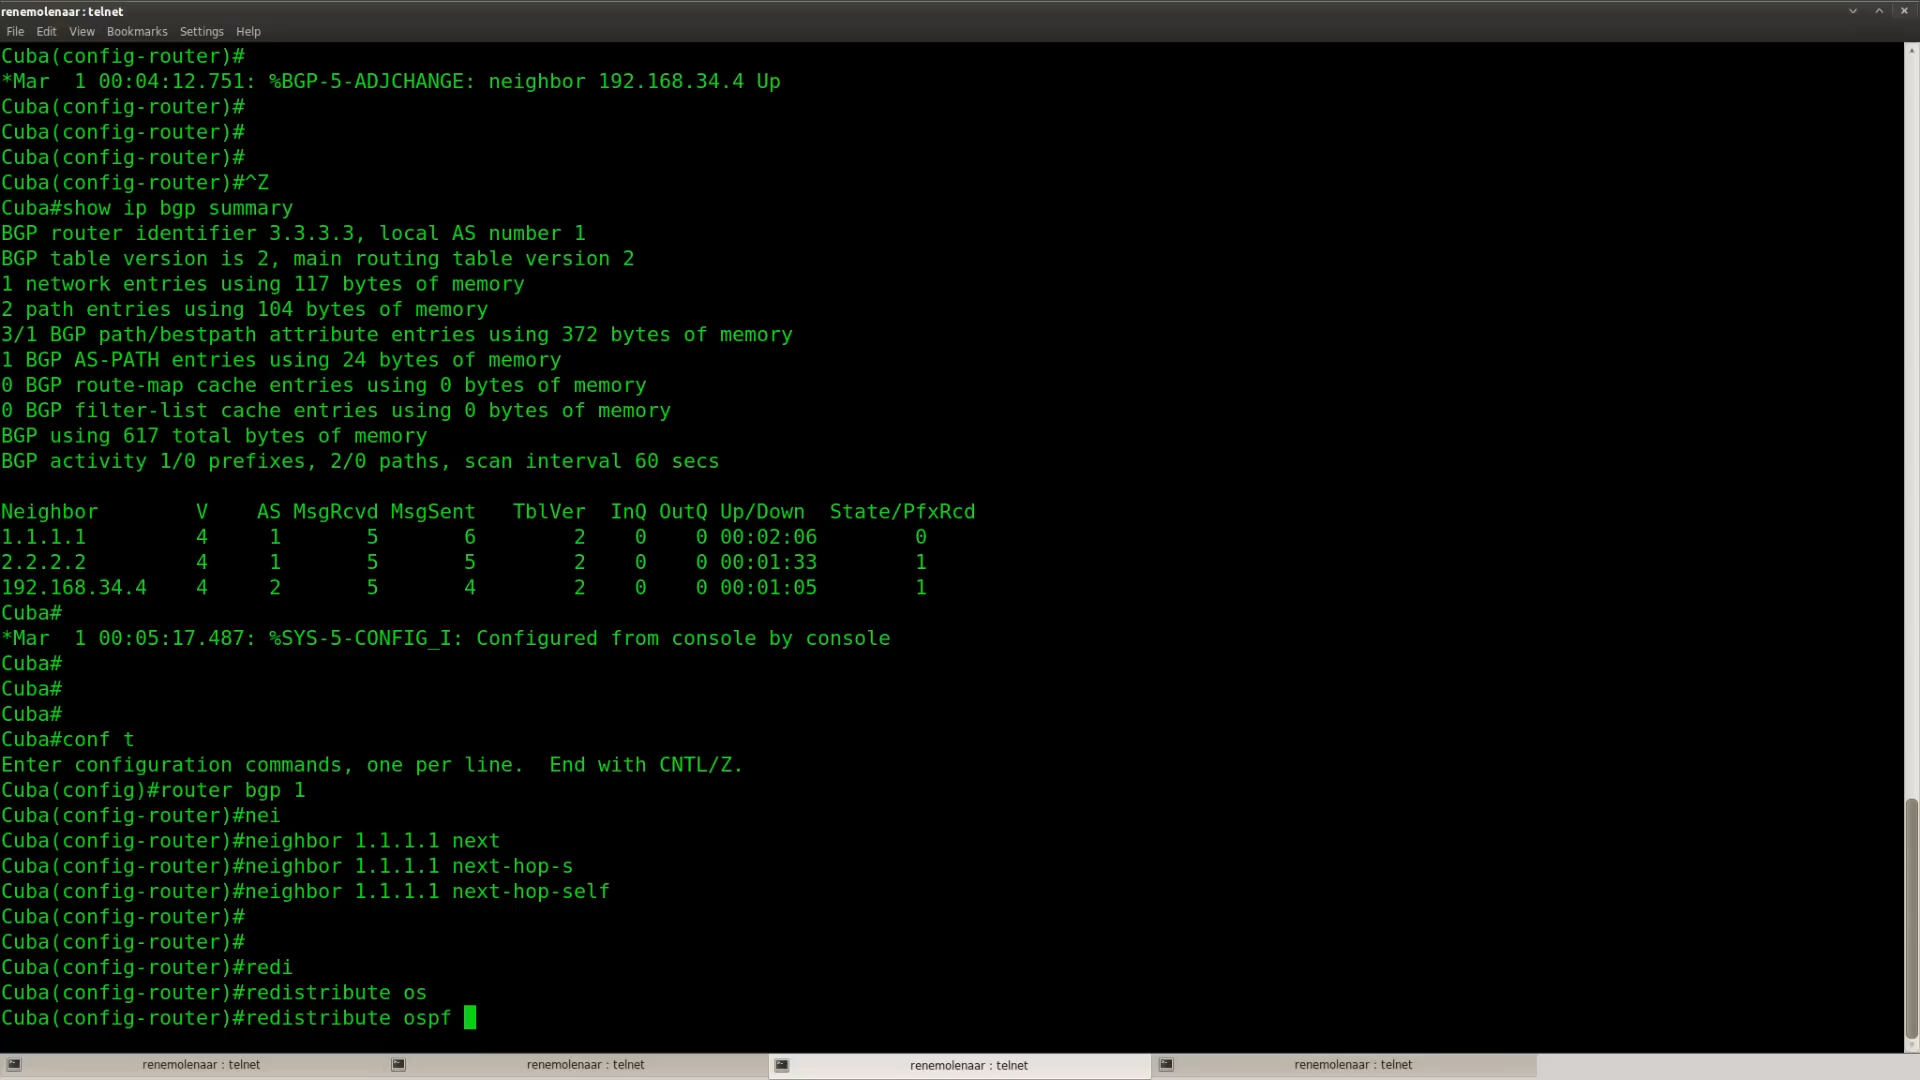 renemolenaar : telnet
File Edit View Bookmarks Settings Help
Cuba(config-router)#
*Mar  1 00:04:12.751: %BGP-5-ADJCHANGE: neighbor 192.168.34.4 Up
Cuba(config-router)#
Cuba(config-router)#
Cuba(config-router)#
Cuba(config-router)#^Z
Cuba#show ip bgp summary
BGP router identifier 3.3.3.3, local AS number 1
BGP table version is 2, main routing table version 2
1 network entries using 117 bytes of memory
2 path entries using 104 bytes of memory
3/1 BGP path/bestpath attribute entries using 372 bytes of memory
1 BGP AS-PATH entries using 24 bytes of memory
0 BGP route-map cache entries using 0 bytes of memory
0 BGP filter-list cache entries using 0 bytes of memory
BGP using 617 total bytes of memory
BGP activity 1/0 prefixes, 2/0 paths, scan interval 60 secs
Neighbor        V    AS MsgRcvd MsgSent   TblVer  InQ OutQ Up/Down  State/PfxRcd
1.1.1.1         4     1       5       6        2    0    0 00:02:06        0
2.2.2.2         4     1       5       5        2    0    0 00:01:33        1
192.168.34.4    4     2       5       4        2    0    0 00:01:05        1
Cuba#
*Mar  1 00:05:17.487: %SYS-5-CONFIG_I: Configured from console by console
Cuba#
Cuba#
Cuba#
Cuba#conf t
Enter configuration commands, one per line.  End with CNTL/Z.
Cuba(config)#router bgp 1
Cuba(config-router)#nei
Cuba(config-router)#neighbor 1.1.1.1 next
Cuba(config-router)#neighbor 1.1.1.1 next-hop-s
Cuba(config-router)#neighbor 1.1.1.1 next-hop-self
Cuba(config-router)#
Cuba(config-router)#
Cuba(config-router)#redi
Cuba(config-router)#redistribute os
Cuba(config-router)#redistribute ospf
renemolenaar : telnet renemolenaar : telnet renemolenaar : telnet renemolenaar : telnet